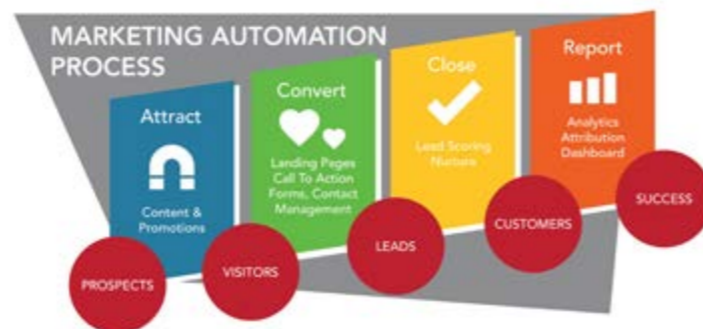 MARKETING AUTOMATION
PROCESS
Attract
Content &
Promotions
Convert
Landing Pages
Call To Action
Forms, Contact
Management
Close
Lead Scoring
Nurture
Report
Analytics
Attribution
Dashboard
PROSPECTS
VISITORS
LEADS
CUSTOMERS
SUCCESS